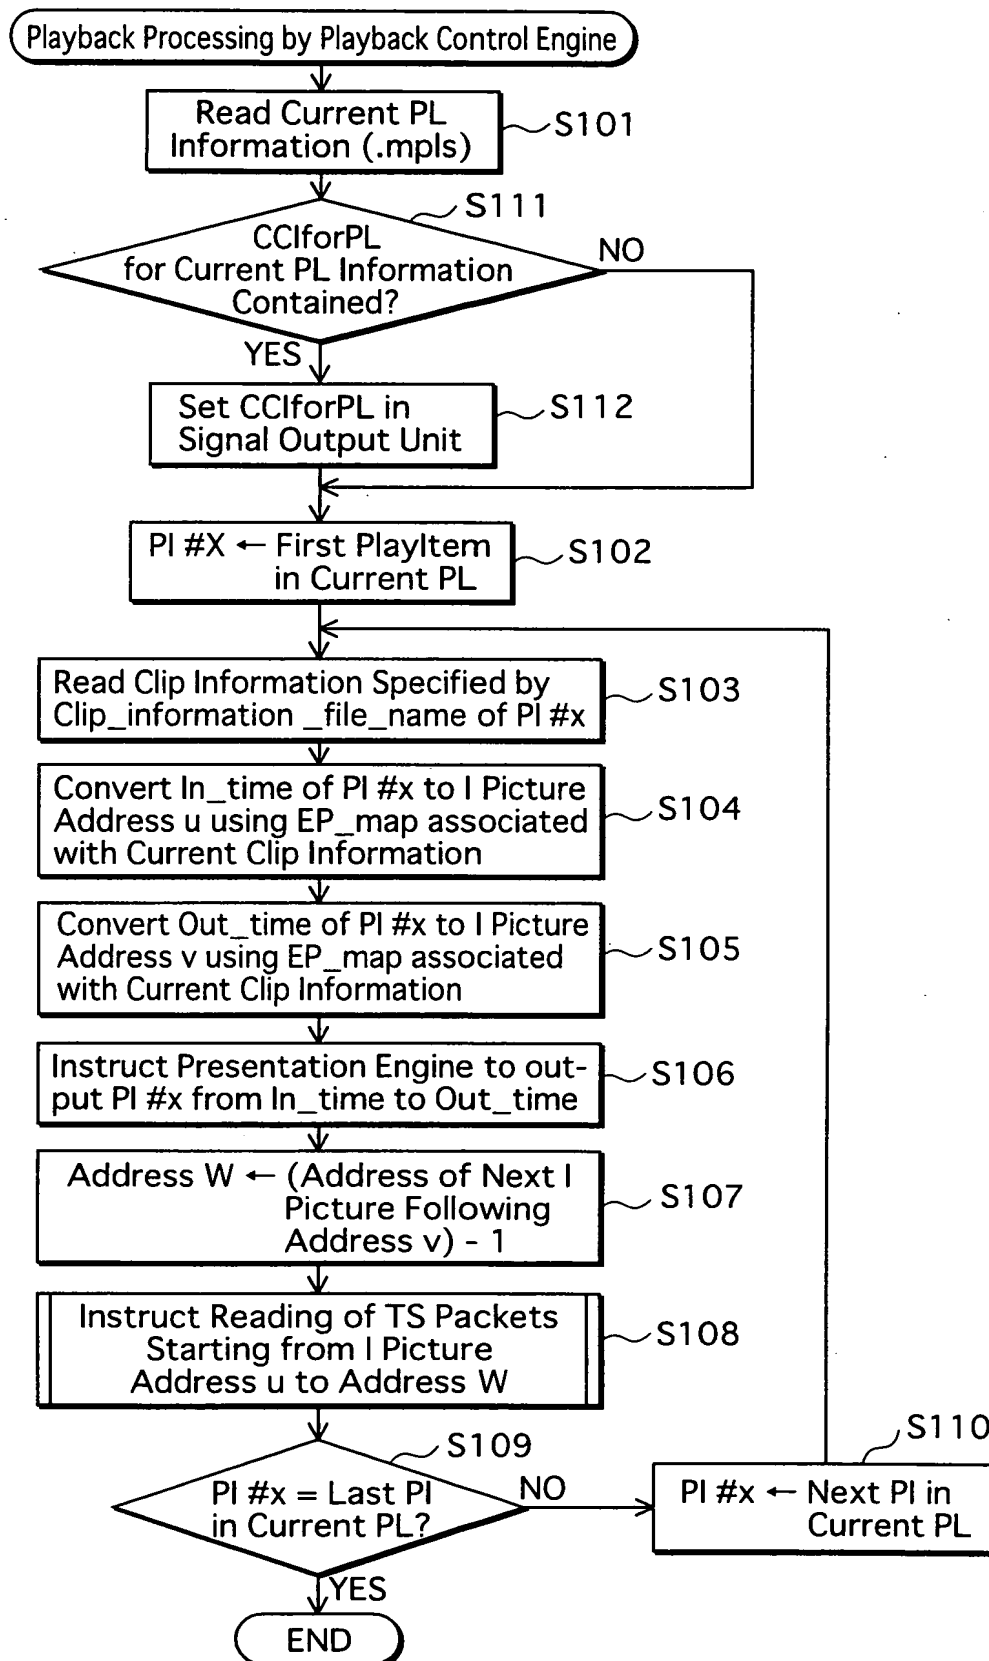 Playback Processing by Playback Control Engine
Read Current PL
Information (.mpls)
S101
S111
CCIforPL
for Current PL Information
Contained?
NO
YES
Set CCIforPL in
Signal Output Unit
S112
PI #X ← First PlayItem
in Current PL
S102
Read Clip Information Specified by
Clip_information _file_name of PI #x
S103
Convert In_time of PI #x to I Picture
Address u using EP_map associated
with Current Clip Information
S104
Convert Out_time of PI #x to I Picture
Address v using EP_map associated
with Current Clip Information
S105
Instruct Presentation Engine to out-
put PI #x from In_time to Out_time
S106
Address W ← (Address of Next I
Picture Following
Address v) - 1
S107
Instruct Reading of TS Packets
Starting from I Picture
Address u to Address W
S108
S109
PI #x = Last PI
in Current PL?
NO
S110
PI #x ← Next PI in
Current PL
YES
END